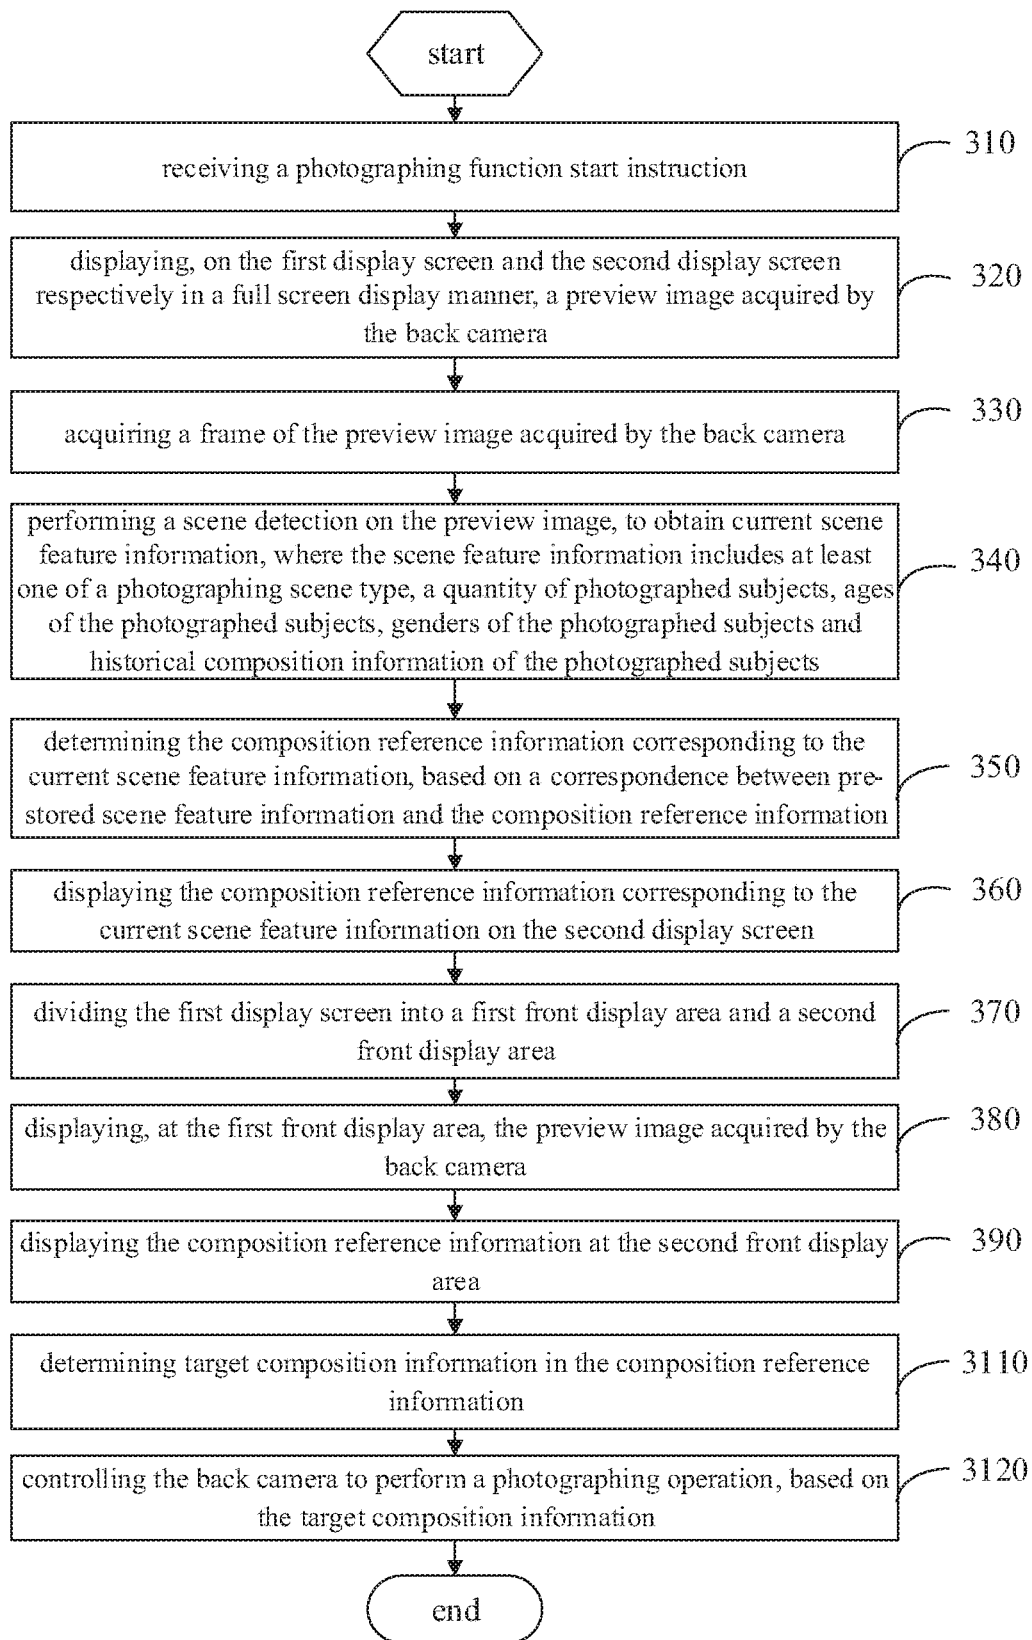 start
receiving a photographing function start instruction
310
displaying, on the first display screen and the second display screen
respectively in a full screen display manner, a preview image acquired by
the back camera
320
acquiring a frame of the preview image acquired by the back camera
330
performing a scene detection on the preview image, to obtain current scene
feature information, where the scene feature information includes at least
one of a photographing scene type, a quantity of photographed subjects, ages
of the photographed subjects, genders of the photographed subjects and
historical composition information of the photographed subjects
340
determining the composition reference information corresponding to the
current scene feature information, based on a correspondence between pre-
stored scene feature information and the composition reference information
350
displaying the composition reference information corresponding to the
current scene feature information on the second display screen
360
dividing the first display screen into a first front display area and a second
front display area
370
displaying, at the first front display area, the preview image acquired by the
back camera
380
displaying the composition reference information at the second front display
area
390
determining target composition information in the composition reference
information
3110
controlling the back camera to perform a photographing operation, based on
the target composition information
3120
end